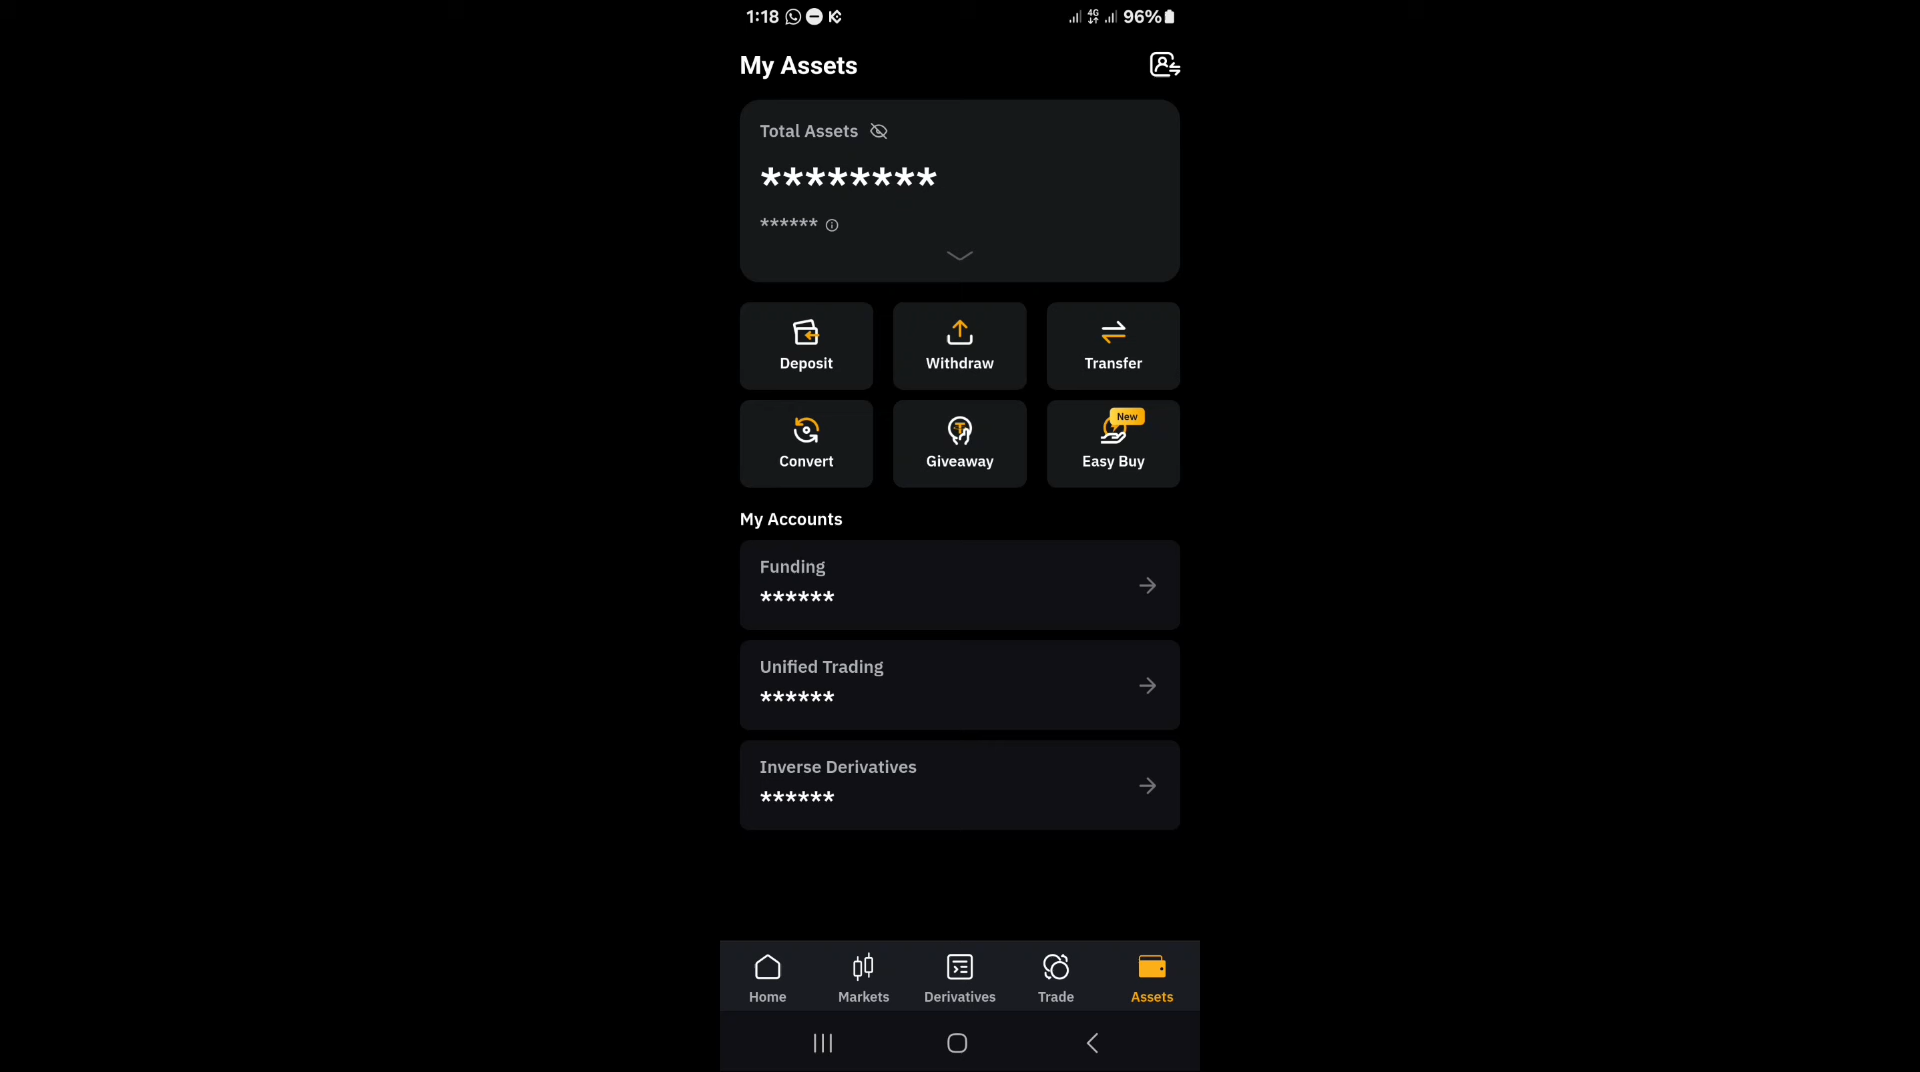 1:18 4G 96%
My Assets
Total Assets
********
******
Deposit Withdraw Transfer
New
Convert Giveaway Easy Buy
My Accounts
Funding
******
Unified Trading
******
Inverse Derivatives
******
Home Markets Derivatives Trade Assets